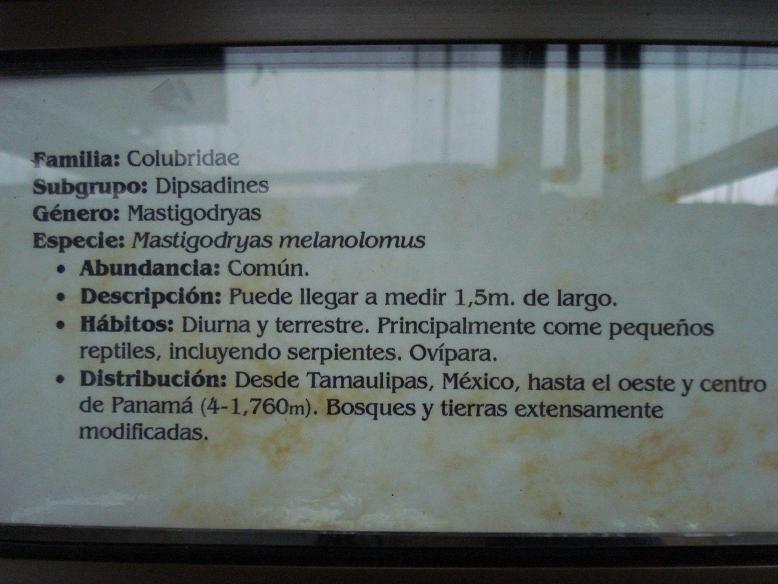 Familia: Colubridae
Subgrupo: Dipsadines
Género: Mastigodryas
Especie: Mastigodryas melanolomus
• Abundancia: Común.
• Descripción: Puede llegar a medir 1,5m. de largo.
• Hábitos: Diurna y terrestre. Principalmente come pequeños
reptiles, incluyendo serpientes. Ovípara.
• Distribución: Desde Tamaulipas, México, hasta el oeste y centro
de Panamá (4-1,760m). Bosques y tierras extensamente
modificadas.